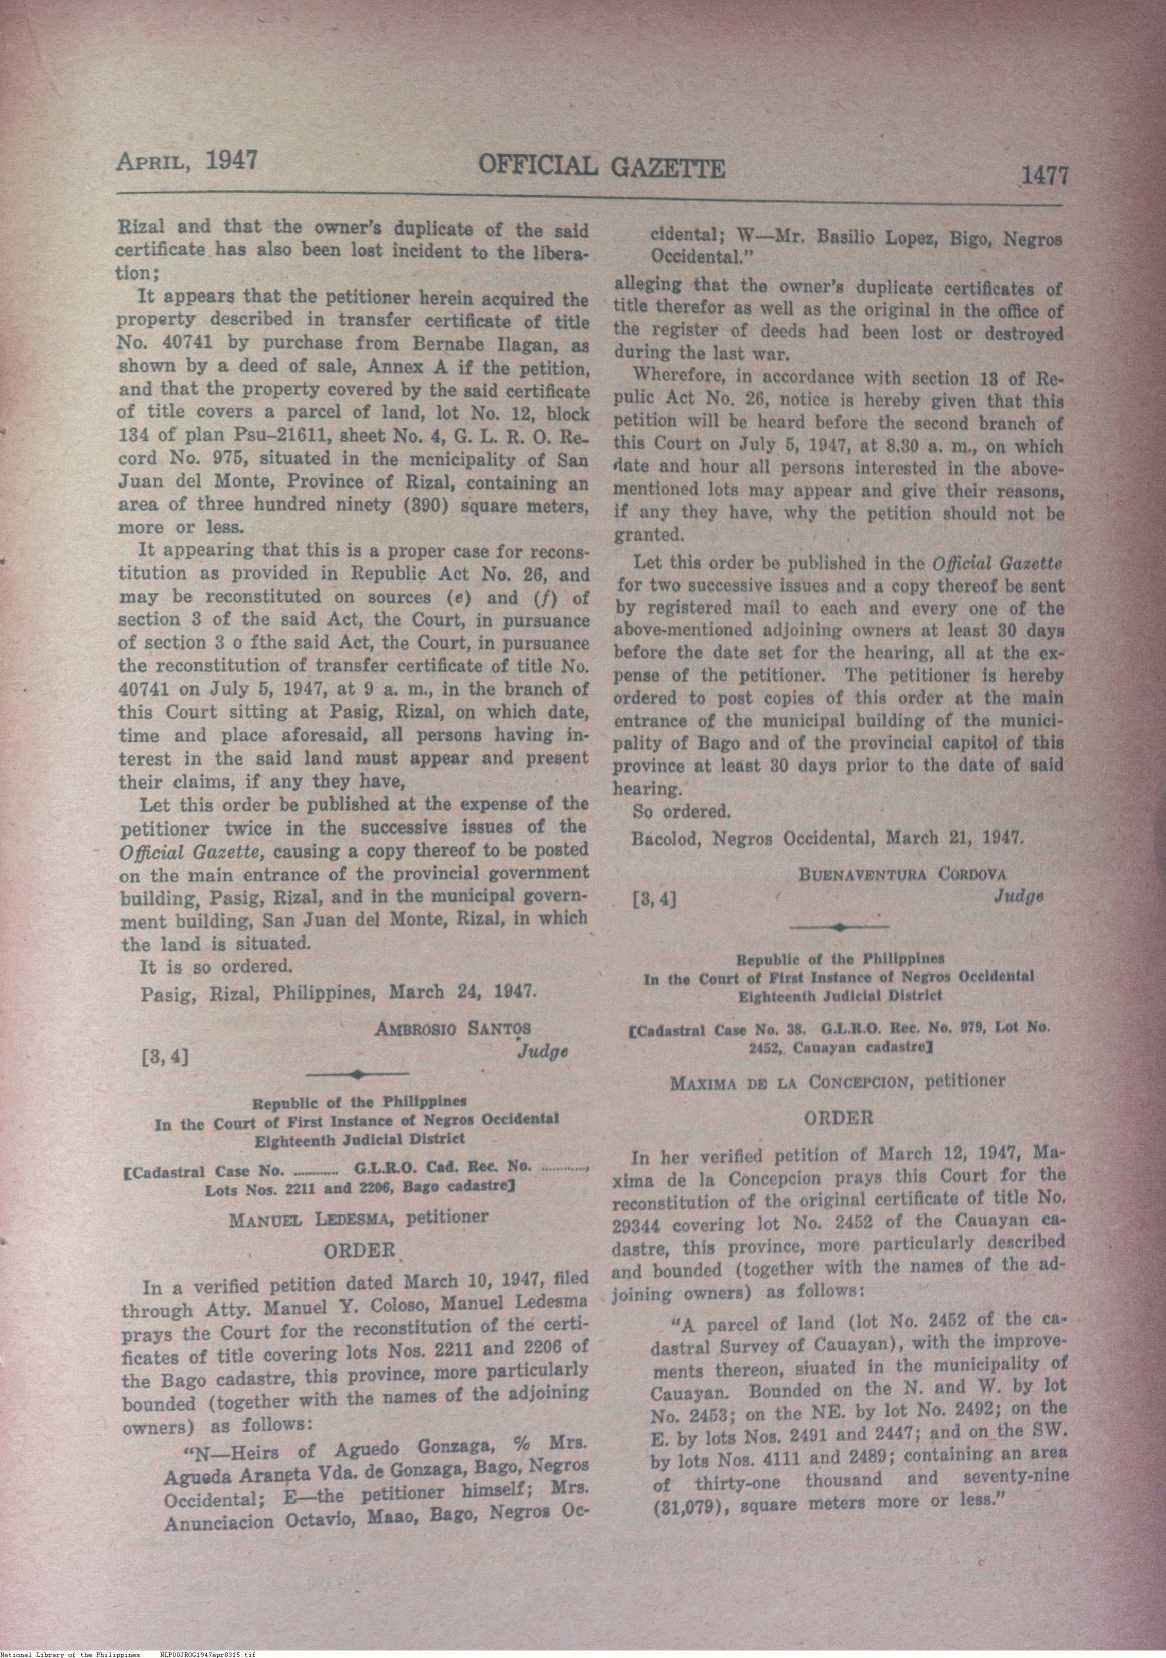 APRIL, 1947
OFFICIAL GAZETTE
1477
Rizal and that the owner's duplicate of the said
certificate has also been lost incident to the libera-
tion;
It appears that the petitioner herein acquired the
property described in transfer certificate of title
No. 40741 by purchase from Bernabe Ilagan, as
shown by a deed of sale, Annex A if the petition,
and that the property covered by the said certificate
of title covers a parcel of land, lot No. 12, block
134 of plan Psu–21611, sheet No. 4, G. L. R. O. Re-
cord No. 975, situated in the mcnicipality of San
Juan del Monte, Province of Rizal, containing an
area of three hundred ninety (390) square meters,
more or less.
It appearing that this is a proper case for recons-
titution as provided in Republic Act No. 26, and
may be reconstituted on sources (e) and (f) of
section 3 of the said Act, the Court, in pursuance
of section 3 o fthe said Act, the Court, in pursuance
the reconstitution of transfer certificate of title No.
40741 on July 5, 1947, at 9 a. m., in the branch of
this Court sitting at Pasig, Rizal, on which date,
time and place aforesaid, all persons having in-
terest in the said land must appear and present
their claims, if any they have,
Let this order be published at the expense of the
petitioner twice in the successive issues of the
Official Gazette, causing a copy thereof to be posted
on the main entrance of the provincial government
building, Pasig, Rizal, and in the municipal govern-
ment building, San Juan del Monte, Rizal, in which
the land is situated.
It is so ordered.
Pasig, Rizal, Philippines, March 24, 1947.
AMBROSIO SANTOS
[3, 4] Judge
Republic of the Philippines
In the Court of First Instance of Negros Occidental
Eighteenth Judicial District
[Cadastral Case No. ............ G.L.R.O. Cad. Rec. No. ............,
Lots Nos. 2211 and 2206, Bago cadastre]
MANUEL LEDESMA, petitioner
ORDER
In a verified petition dated March 10, 1947, filed
through Atty. Manuel Y. Coloso, Manuel Ledesma
prays the Court for the reconstitution of the certi-
ficates of title covering lots Nos. 2211 and 2206 of
the Bago cadastre, this province, more particularly
bounded (together with the names of the adjoining
owners) as follows:
"N—Heirs of Aguedo Gonzaga, % Mrs.
Agueda Araneta Vda. de Gonzaga, Bago, Negros
Occidental; E—the petitioner himself; Mrs.
Anunciacion Octavio, Maao, Bago, Negros Oc-
cidental; W—Mr. Basilio Lopez, Bigo, Negros
Occidental."
alleging that the owner's duplicate certificates of
title therefor as well as the original in the office of
the register of deeds had been lost or destroyed
during the last war.
Wherefore, in accordance with section 13 of Re-
pulic Act No. 26, notice is hereby given that this
petition will be heard before the second branch of
this Court on July 5, 1947, at 8.30 a. m., on which
date and hour all persons interested in the above-
mentioned lots may appear and give their reasons,
if any they have, why the petition should not be
granted.
Let this order be published in the Official Gazette
for two successive issues and a copy thereof be sent
by registered mail to each and every one of the
above-mentioned adjoining owners at least 30 days
before the date set for the hearing, all at the ex-
pense of the petitioner. The petitioner is hereby
ordered to post copies of this order at the main
entrance of the municipal building of the munici-
pality of Bago and of the provincial capitol of this
province at least 30 days prior to the date of said
hearing.
So ordered.
Bacolod, Negros Occidental, March 21, 1947.
BUENAVENTURA CORDOVA
[3, 4] Judge
Republic of the Philippines
In the Court of First Instance of Negros Occidental
Eighteenth Judicial District
[Cadastral Case No. 38. G.L.R.O. Rec. No. 979, Lot No.
2452, Cauayan cadastre]
MAXIMA DE LA CONCEPCION, petitioner
ORDER
In her verified petition of March 12, 1947, Ma-
xima de la Concepcion prays this Court for the
reconstitution of the original certificate of title No.
29344 covering lot No. 2452 of the Cauayan ca-
dastre, this province, more particularly described
and bounded (together with the names of the ad-
joining owners) as follows:
"A parcel of land (lot No. 2452 of the ca-
dastral Survey of Cauayan), with the improve-
ments thereon, siuated in the municipality of
Cauayan. Bounded on the N. and W. by lot
No. 2453; on the NE. by lot No. 2492; on the
E. by lots Nos. 2491 and 2447; and on the SW.
by lots Nos. 4111 and 2489; containing an area
of thirty-one thousand and seventy-nine
(31,079), square meters more or less."
National Library of the Philippines NLP00JROG1947apr0315.tif